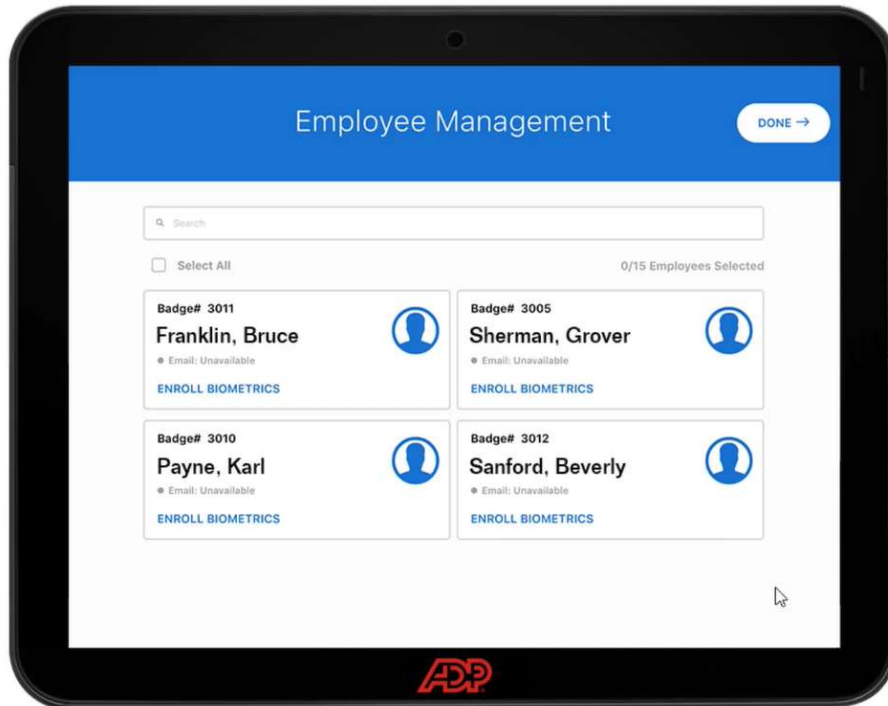 Employee Management
DONE →
Search
Select All
0/15 Employees Selected
Badge# 3011
Franklin, Bruce
Email: Unavailable
ENROLL BIOMETRICS
Badge# 3005
Sherman, Grover
Email: Unavailable
ENROLL BIOMETRICS
Badge# 3010
Payne, Karl
Email: Unavailable
ENROLL BIOMETRICS
Badge# 3012
Sanford, Beverly
Email: Unavailable
ENROLL BIOMETRICS
ADP